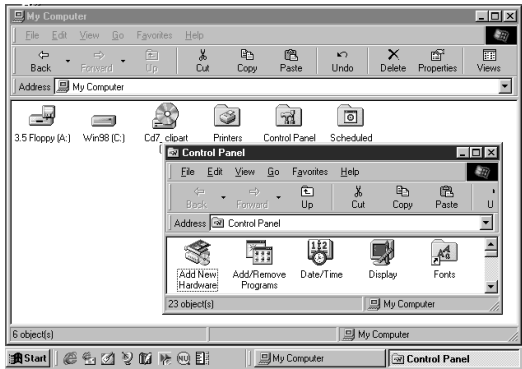 My Computer
File Edit View Go Favorites Help
Back Forward Up Cut Copy Paste Undo Delete Properties Views
Address My Computer
3.5 Floppy (A:) Win98 (C:) Cd7_clipart Printers Control Panel Scheduled
Control Panel
File Edit View Go Favorites Help
Back Forward Up Cut Copy Paste U
Address Control Panel
Add New Hardware Add/Remove Programs Date/Time Display Fonts
23 object(s) My Computer
6 object(s) My Computer
Start My Computer Control Panel